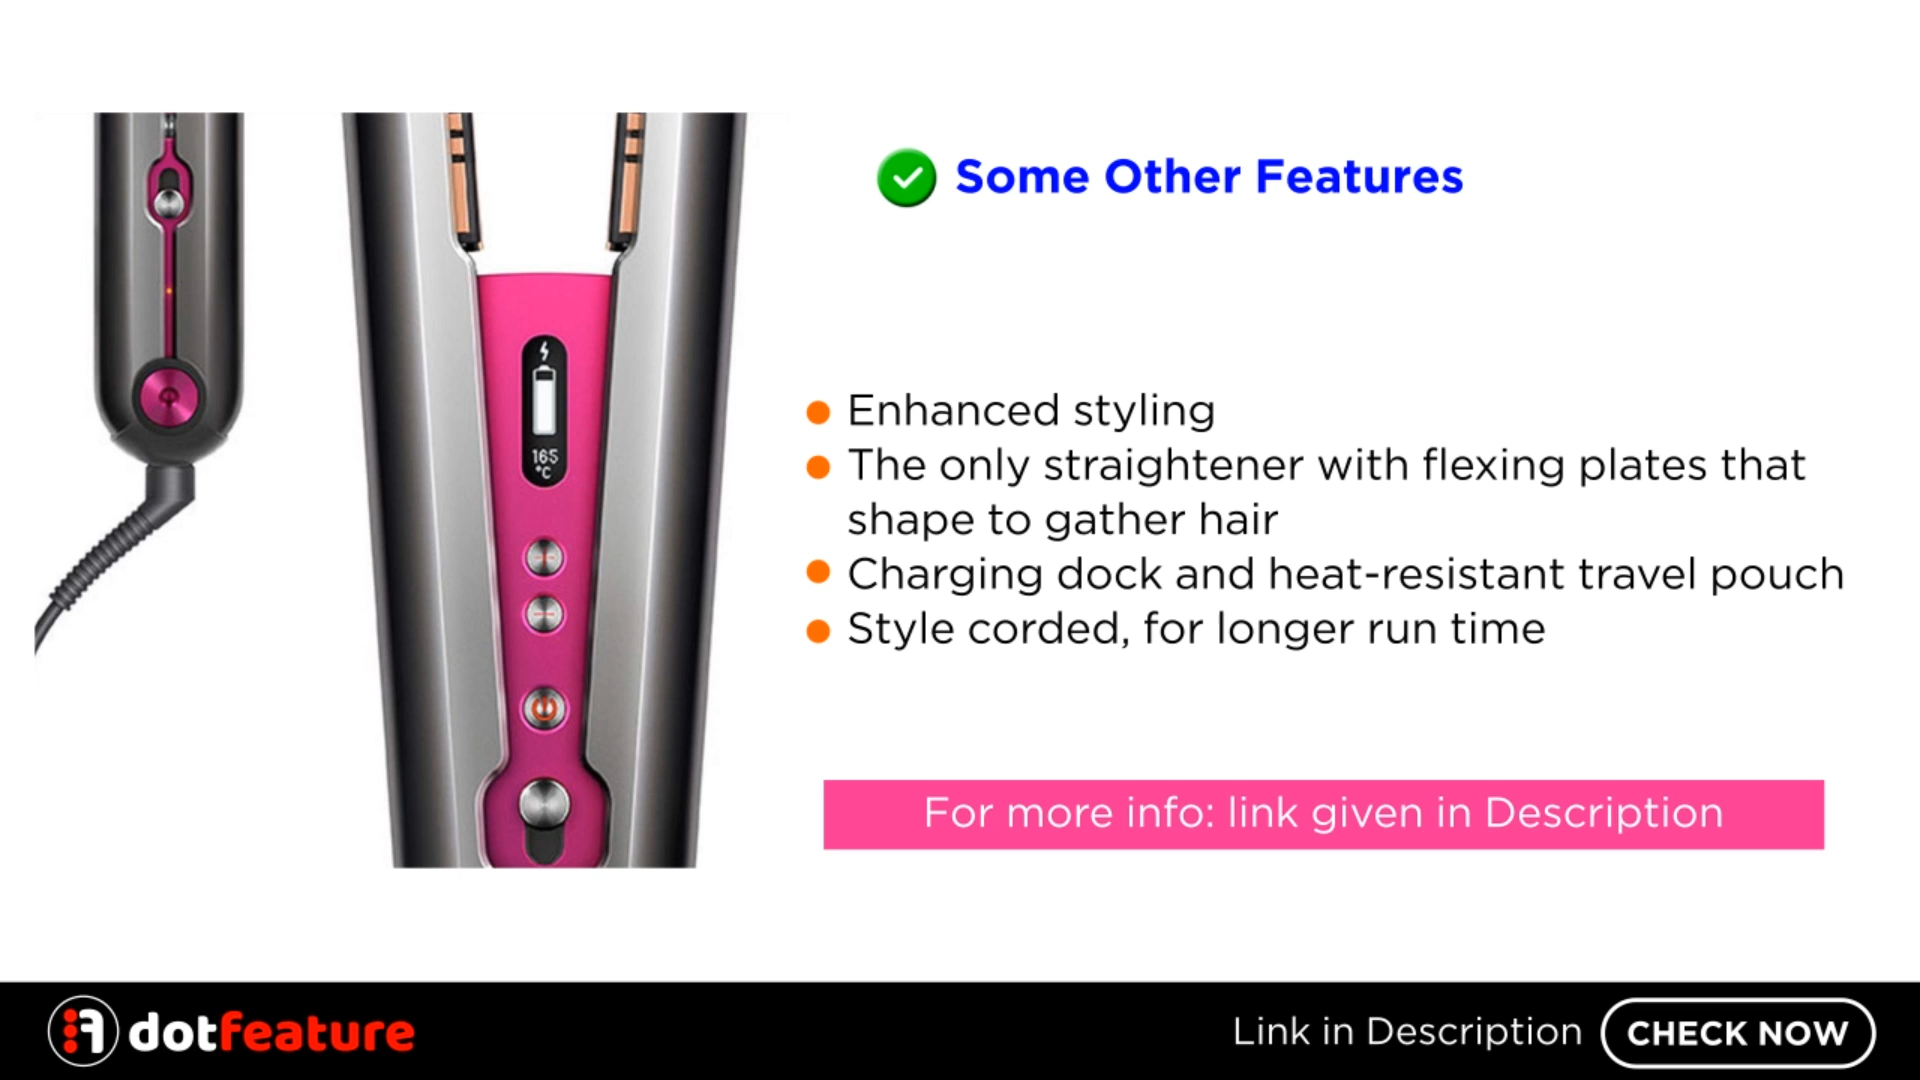 Some Other Features
165
°C
Enhanced styling
The only straightener with flexing plates that
shape to gather hair
Charging dock and heat-resistant travel pouch
Style corded, for longer run time
For more info: link given in Description
dotfeature
Link in Description
CHECK NOW